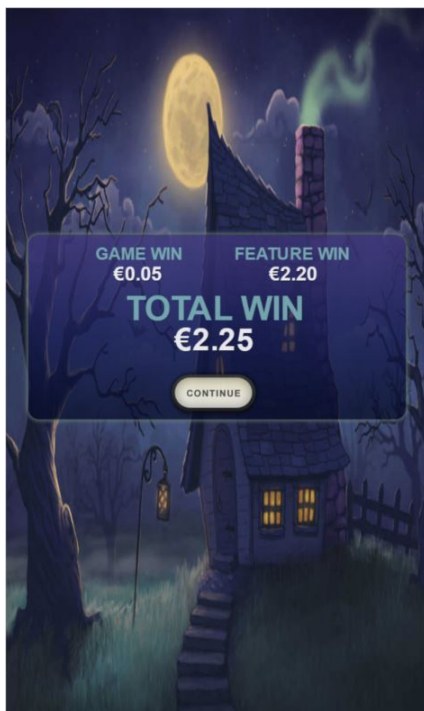 GAME WIN FEATURE WIN
€0.05 €2.20
TOTAL WIN
€2.25
CONTINUE